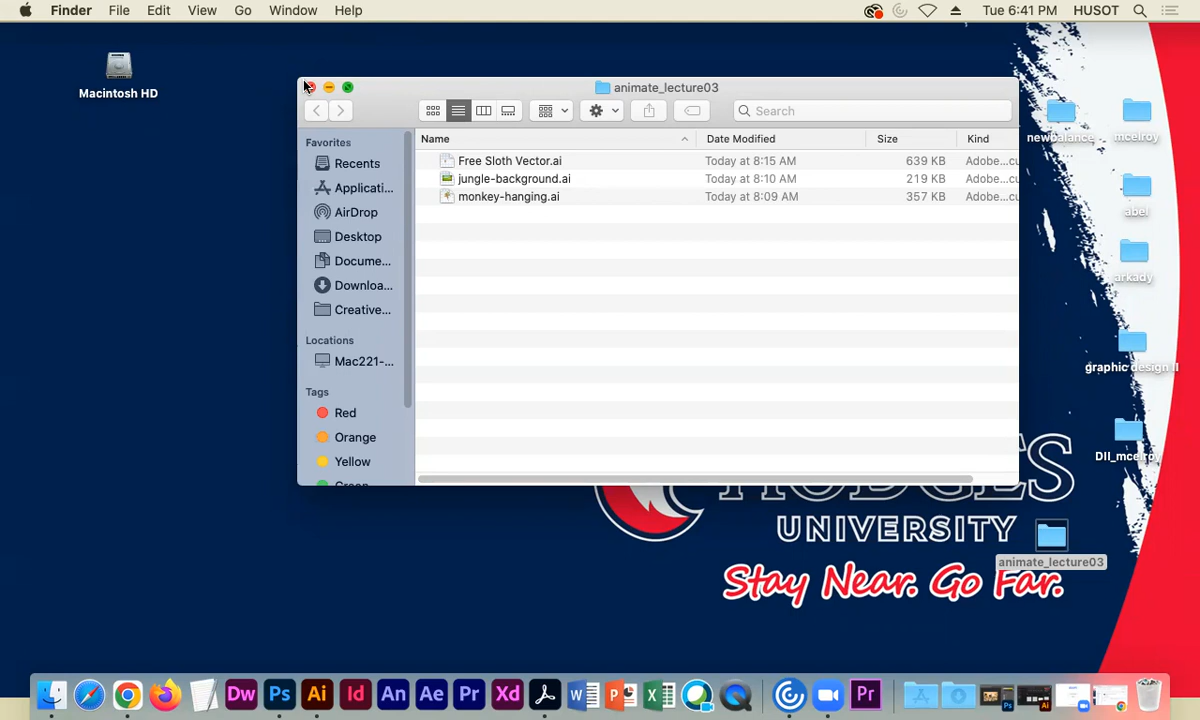 Finder File Edit View Go Window Help Tue 6:41 PM HUSOT
Macintosh HD
animate_lecture03
Search
Favorites
Recents
Applicati...
AirDrop
Desktop
Docume...
Downloa...
Creative...
Locations
Mac221-...
Tags
Red
Orange
Yellow
Name Date Modified Size Kind
Free Sloth Vector.ai Today at 8:15 AM 639 KB Adobe...cu
jungle-background.ai Today at 8:10 AM 219 KB Adobe...cu
monkey-hanging.ai Today at 8:09 AM 357 KB Adobe...cu
newbalance
mcelroy
abel
arkady
graphic design II
DII_mcelroy
HODGES
UNIVERSITY
animate_lecture03
Stay Near. Go Far.
Dw Ps Ai Id An Ae Pr Xd W P X Pr